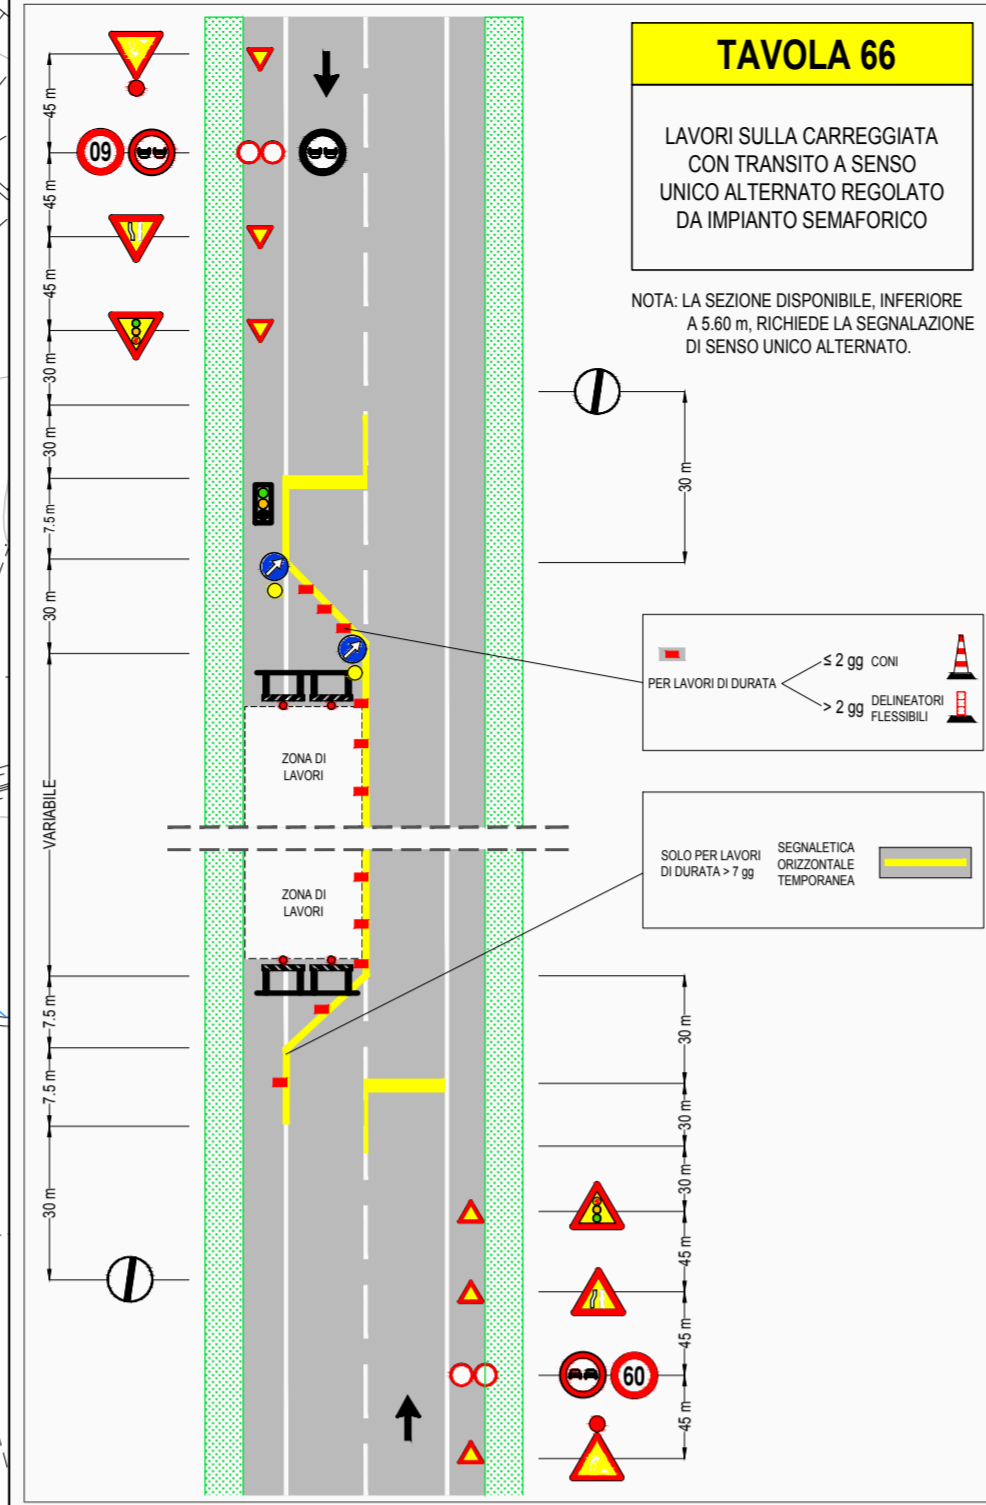 TAVOLA 66
LAVORI SULLA CARREGGIATA
CON TRANSITO A SENSO
UNICO ALTERNATO REGOLATO
DA IMPIANTO SEMAFORICO
NOTA: LA SEZIONE DISPONIBILE, INFERIORE
A 5.60 m, RICHIEDE LA SEGNALAZIONE
DI SENSO UNICO ALTERNATO.
45 m
60
45 m
45 m
30 m
30 m
7.5 m
30 m
VARIABILE
7.5 m
7.5 m
30 m
30 m
PER LAVORI DI DURATA
≤ 2 gg CONI
> 2 gg DELINEATORI
FLESSIBILI
ZONA DI
LAVORI
ZONA DI
LAVORI
SOLO PER LAVORI
DI DURATA > 7 gg
SEGNALETICA
ORIZZONTALE
TEMPORANEA
30 m
30 m
30 m
45 m
45 m
60
45 m